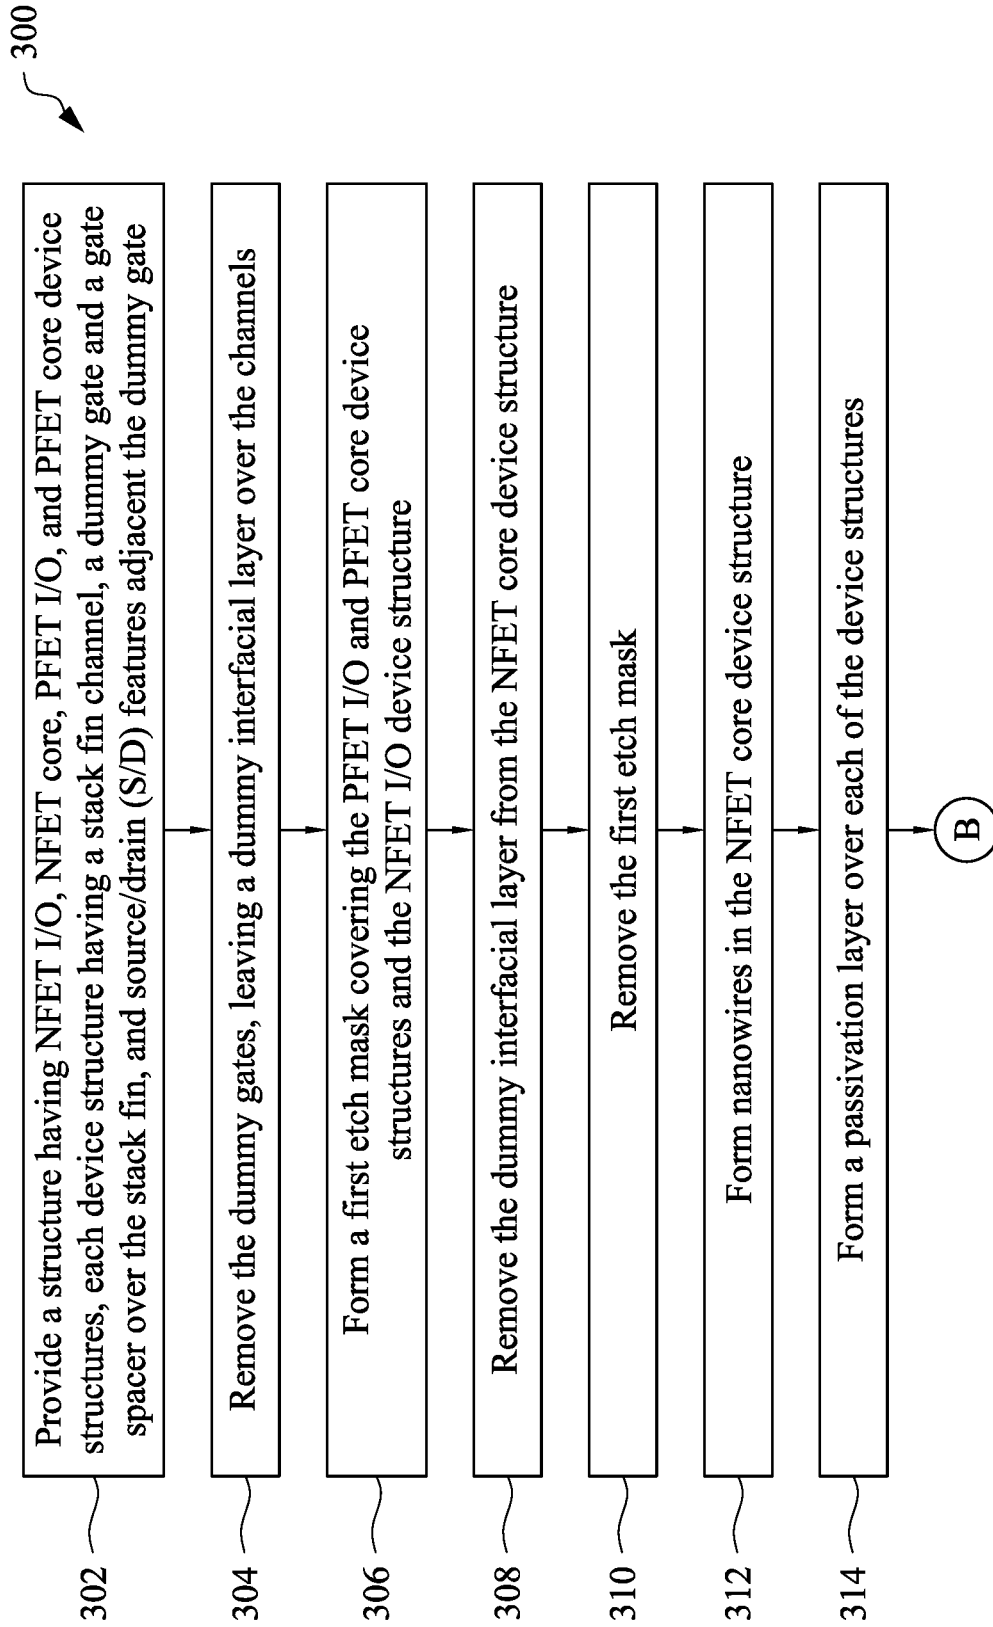 300
302
Provide a structure having NFET I/O, NFET core, PFET I/O, and PFET core device
structures, each device structure having a stack fin channel, a dummy gate and a gate
spacer over the stack fin, and source/drain (S/D) features adjacent the dummy gate
304
Remove the dummy gates, leaving a dummy interfacial layer over the channels
306
Form a first etch mask covering the PFET I/O and PFET core device
structures and the NFET I/O device structure
308
Remove the dummy interfacial layer from the NFET core device structure
310
Remove the first etch mask
312
Form nanowires in the NFET core device structure
314
Form a passivation layer over each of the device structures
B